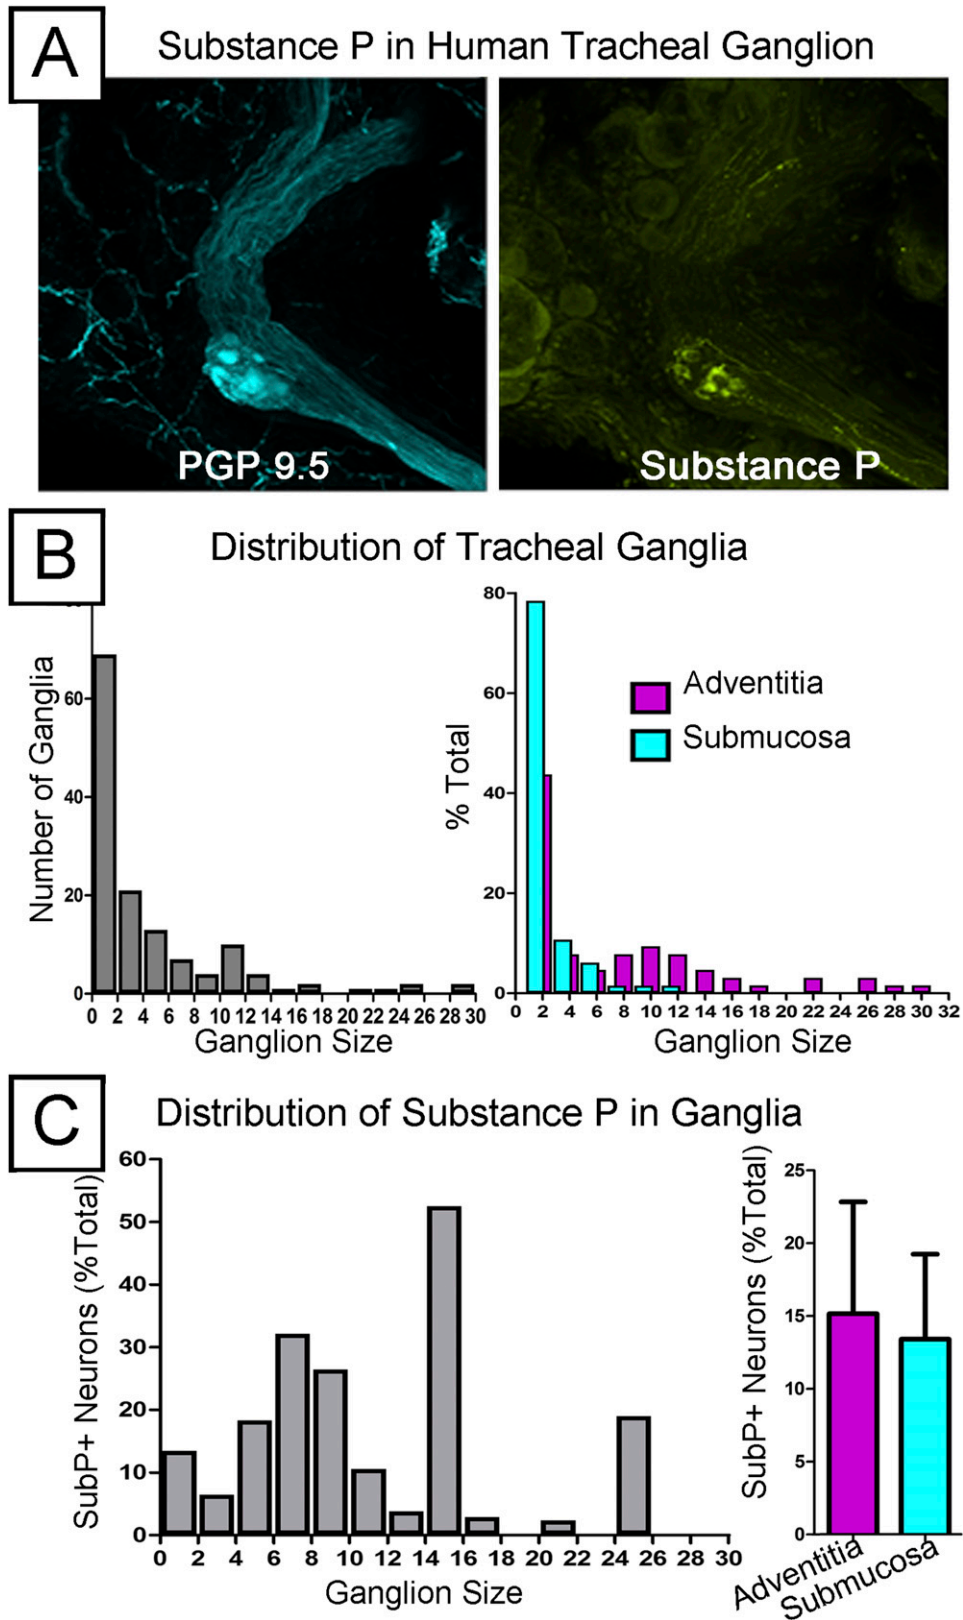 A
Substance P in Human Tracheal Ganglion
PGP 9.5
Substance P
B
Distribution of Tracheal Ganglia
Number of Ganglia
60
40
20
0
0 2 4 6 8 10 12 14 16 18 20 22 24 26 28 30
Ganglion Size
% Total
80
60
40
20
0
0 2 4 6 8 10 12 14 16 18 20 22 24 26 28 30 32
Ganglion Size
Adventitia
Submucosa
C
Distribution of Substance P in Ganglia
SubP+ Neurons (%Total)
60
50
40
30
20
10
0
0 2 4 6 8 10 12 14 16 18 20 22 24 26 28 30
Ganglion Size
SubP+ Neurons (%Total)
25
20
15
10
5
0
Adventitia
Submucosa